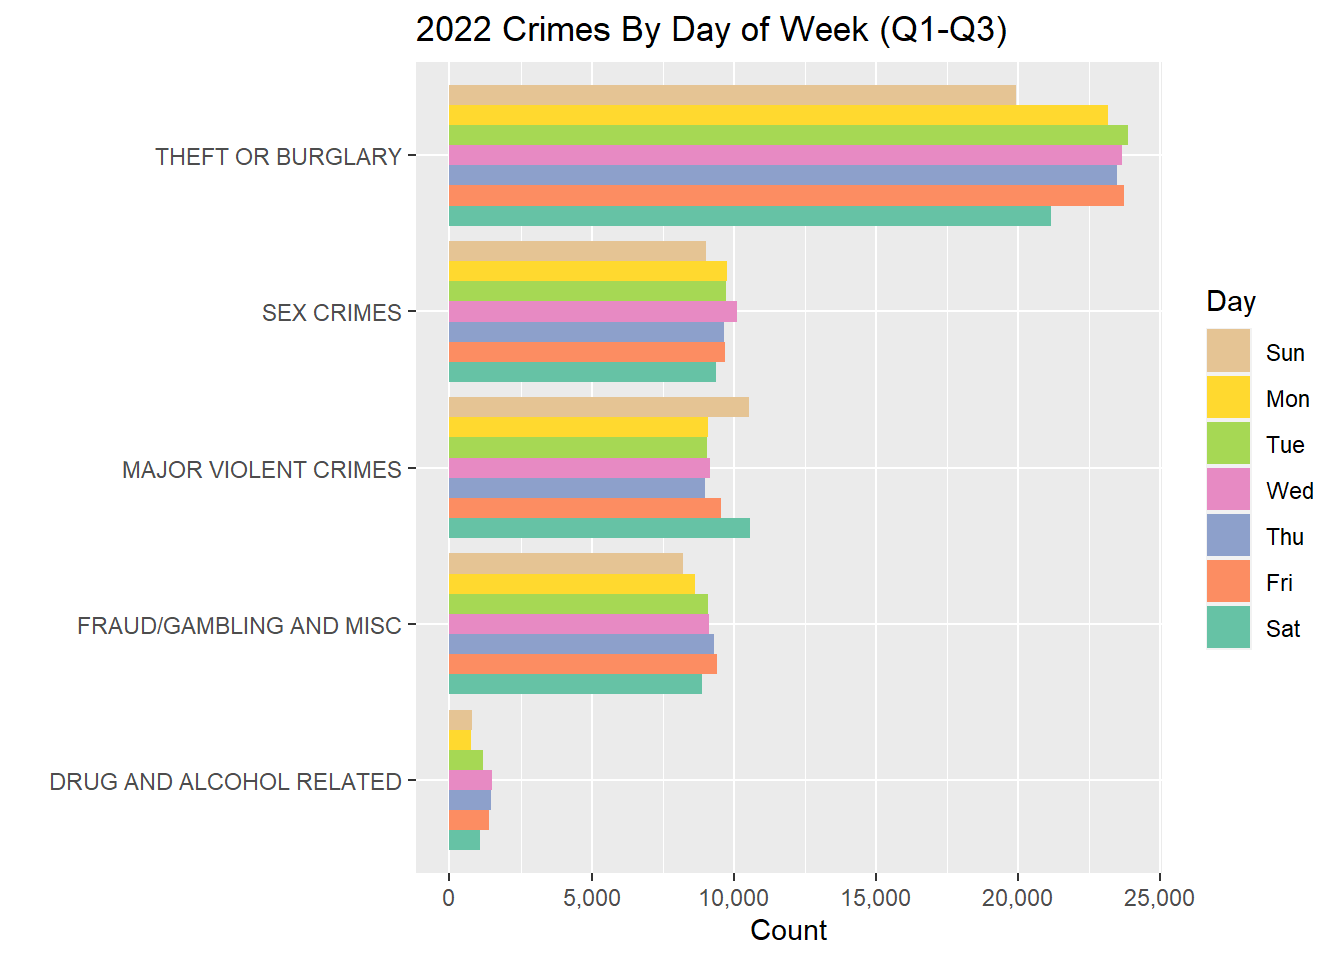 2022 Crimes By Day of Week (Q1-Q3)
THEFT OR BURGLARY
SEX CRIMES
MAJOR VIOLENT CRIMES
FRAUD/GAMBLING AND MISC
DRUG AND ALCOHOL RELATED
0 5,000 10,000 15,000 20,000 25,000
Count
Day
Sun
Mon
Tue
Wed
Thu
Fri
Sat